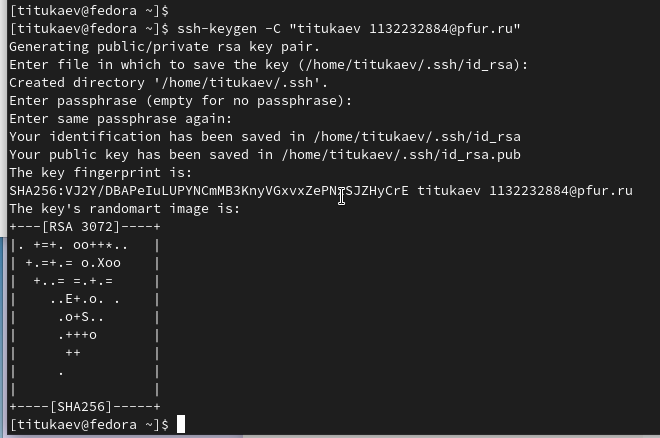 [titukaev@fedora ~]$
[titukaev@fedora ~]$ ssh-keygen -C "titukaev 1132232884@pfur.ru"
Generating public/private rsa key pair.
Enter file in which to save the key (/home/titukaev/.ssh/id_rsa):
Created directory '/home/titukaev/.ssh'.
Enter passphrase (empty for no passphrase):
Enter same passphrase again:
Your identification has been saved in /home/titukaev/.ssh/id_rsa
Your public key has been saved in /home/titukaev/.ssh/id_rsa.pub
The key fingerprint is:
titukaev 1132232884@pfur.ru
The key's randomart image is:
+---[RSA 3072]----+
|. +=+. oo++*..   |
| +.=+.= o.Xoo    |
|  +..= =.+.=     |
|    ..E+.o. .    |
|     .o+S..      |
|     .+++o       |
|      ++         |
|     .           |
|                 |
+----[SHA256]-----+
[titukaev@fedora ~]$